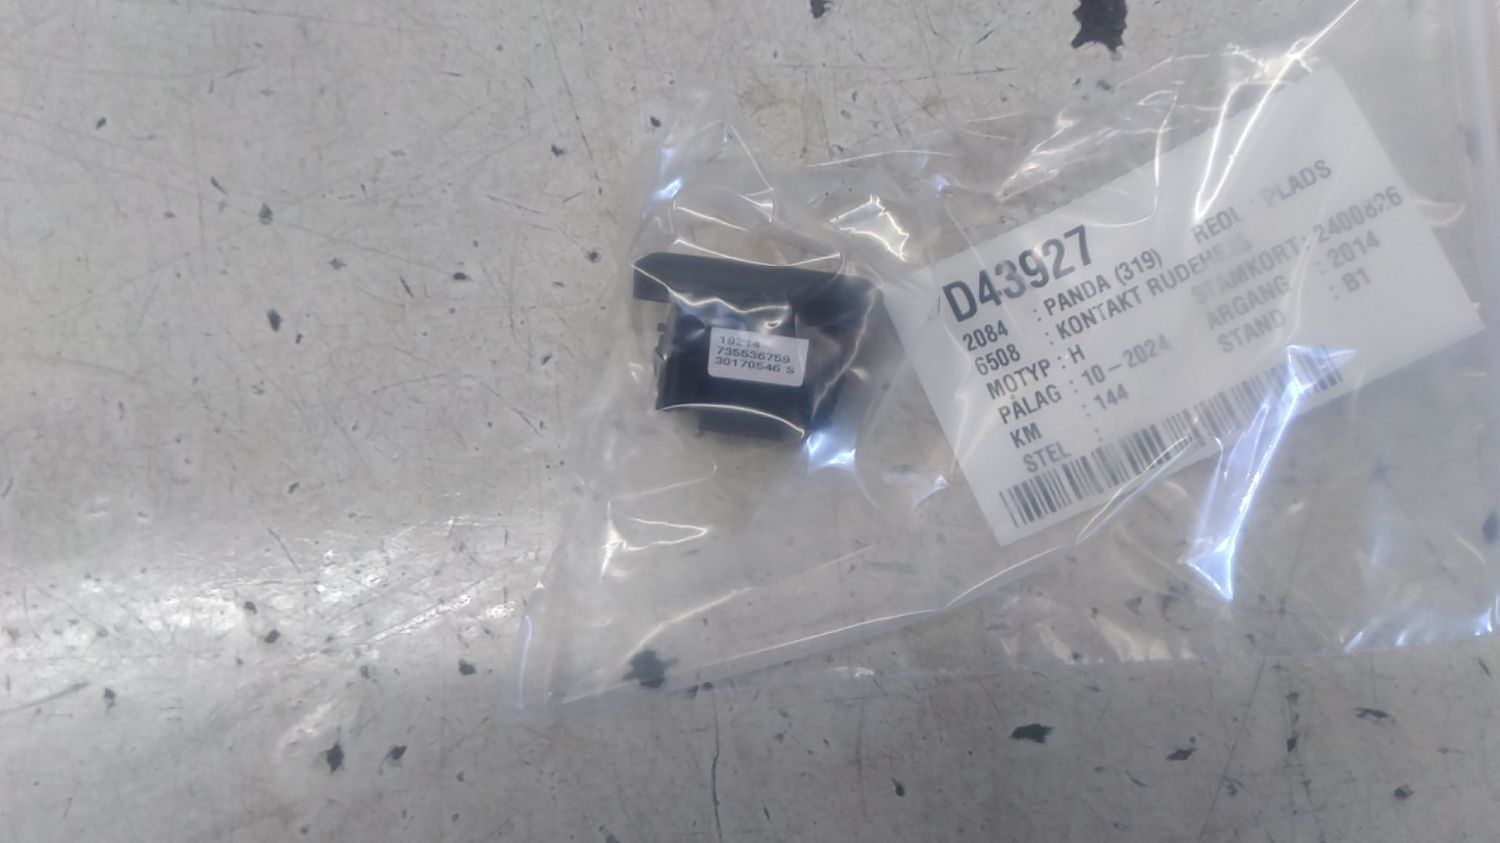 19214
735536759
30170546 S
D43927
REOL : PLADS
2084 : PANDA (319)
STAMKORT : 2400826
6508 : KONTAKT
MOTYP : H
ÅRGANG : 2014
PÅLAG : 10-2024
STAND : B1
KM : 144
STEL :